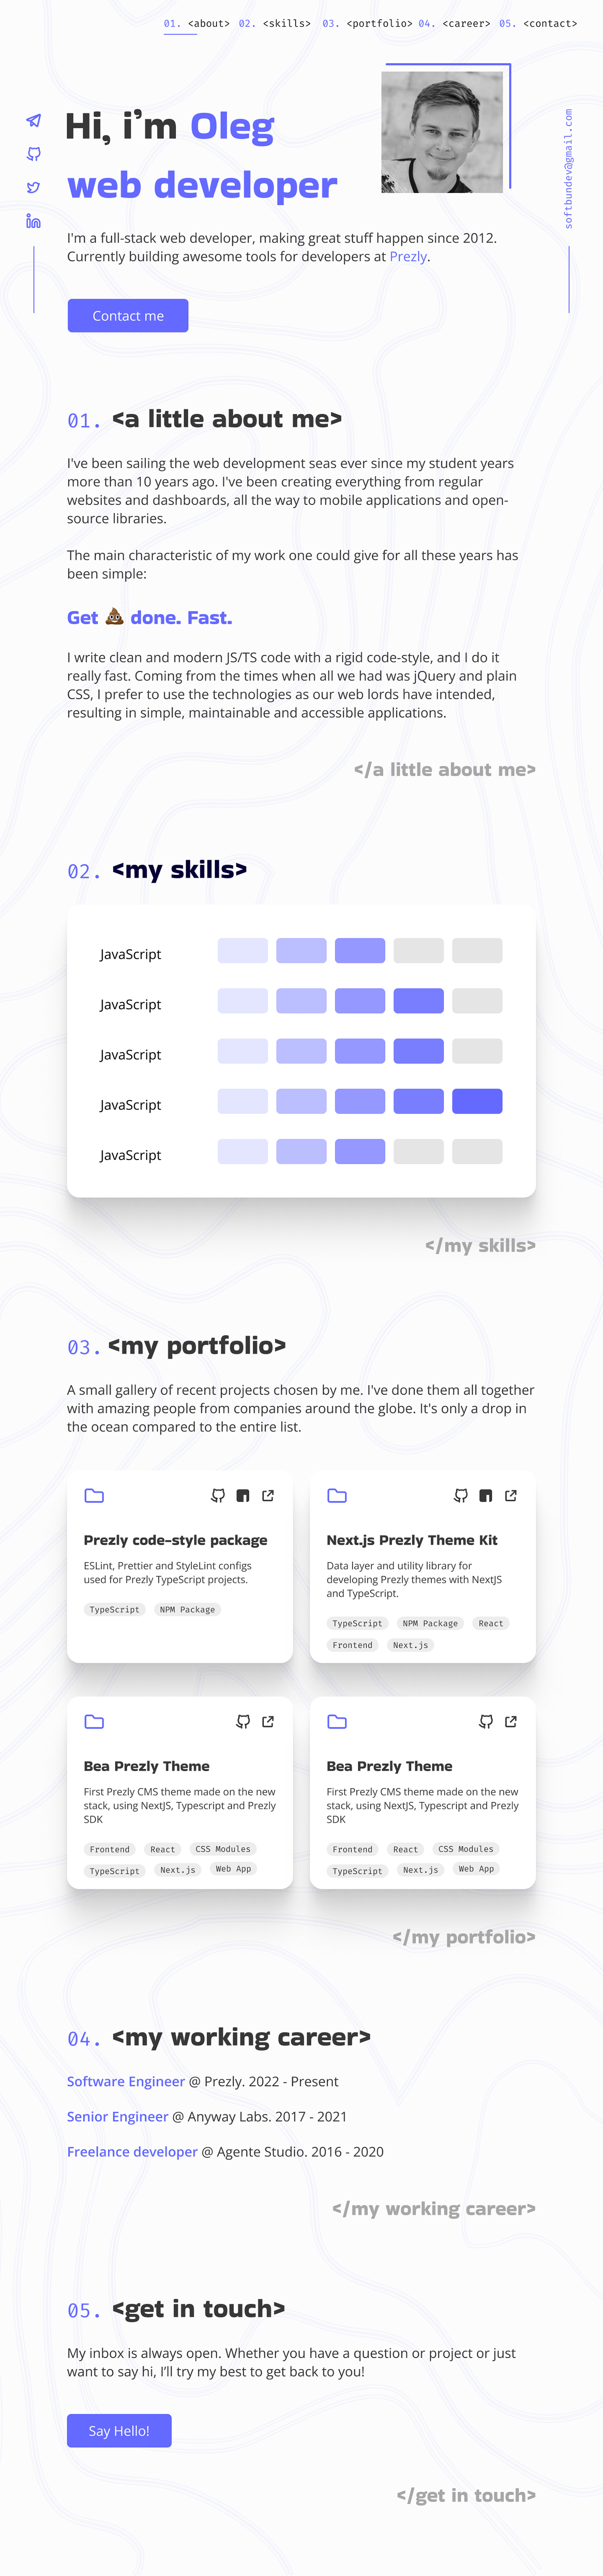 01. <about> 02. <skills> 03. <portfolio> 04. <career> 05. <contact>
Hi, i’m Oleg
web developer
softbundev@gmail.com
I'm a full-stack web developer, making great stuff happen since 2012.
Currently building awesome tools for developers at Prezly.
Contact me
01. <a little about me>
I've been sailing the web development seas ever since my student years
more than 10 years ago. I've been creating everything from regular
websites and dashboards, all the way to mobile applications and open-
source libraries.
The main characteristic of my work one could give for all these years has
been simple:
Get 💩 done. Fast.
I write clean and modern JS/TS code with a rigid code-style, and I do it
really fast. Coming from the times when all we had was jQuery and plain
CSS, I prefer to use the technologies as our web lords have intended,
resulting in simple, maintainable and accessible applications.
</a little about me>
02. <my skills>
JavaScript
JavaScript
JavaScript
JavaScript
JavaScript
</my skills>
03. <my portfolio>
A small gallery of recent projects chosen by me. I've done them all together
with amazing people from companies around the globe. It's only a drop in
the ocean compared to the entire list.
Prezly code-style package
ESLint, Prettier and StyleLint configs
used for Prezly TypeScript projects.
TypeScript NPM Package
Next.js Prezly Theme Kit
Data layer and utility library for
developing Prezly themes with NextJS
and TypeScript.
TypeScript NPM Package React
Frontend Next.js
Bea Prezly Theme
First Prezly CMS theme made on the new
stack, using NextJS, Typescript and Prezly
SDK
Frontend React CSS Modules
TypeScript Next.js Web App
Bea Prezly Theme
First Prezly CMS theme made on the new
stack, using NextJS, Typescript and Prezly
SDK
Frontend React CSS Modules
TypeScript Next.js Web App
</my portfolio>
04. <my working career>
Software Engineer @ Prezly. 2022 - Present
Senior Engineer @ Anyway Labs. 2017 - 2021
Freelance developer @ Agente Studio. 2016 - 2020
</my working career>
05. <get in touch>
My inbox is always open. Whether you have a question or project or just
want to say hi, I’ll try my best to get back to you!
Say Hello!
</get in touch>